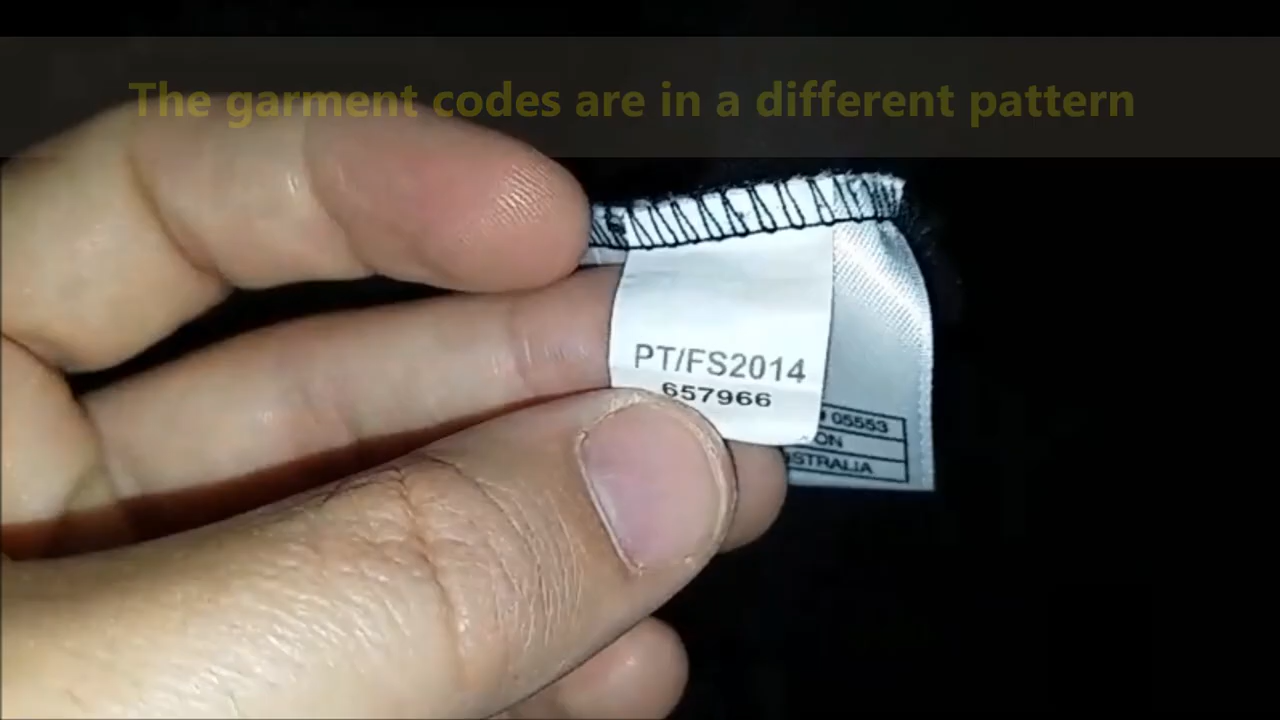 The garment codes are in a different pattern
PT/FS2014
657966
05553
ON
STRALIA